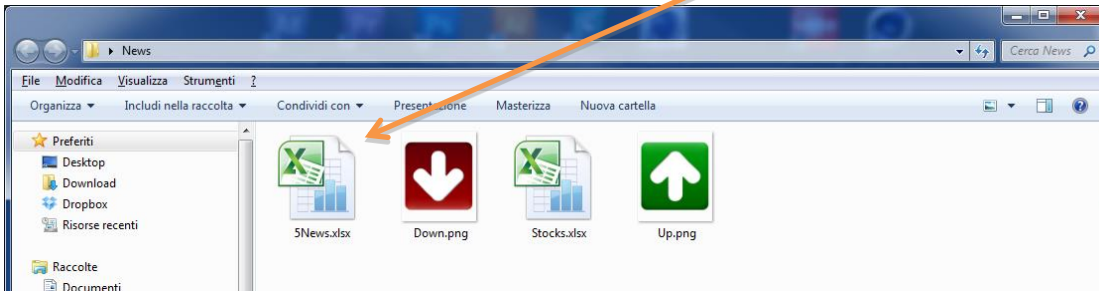 News
Cerca News
File Modifica Visualizza Strumenti ?
Organizza Includi nella raccolta Condividi con Presentazione Masterizza Nuova cartella
Preferiti
Desktop
Download
Dropbox
Risorse recenti
Raccolte
Documenti
5News.xlsx
Down.png
Stocks.xlsx
Up.png